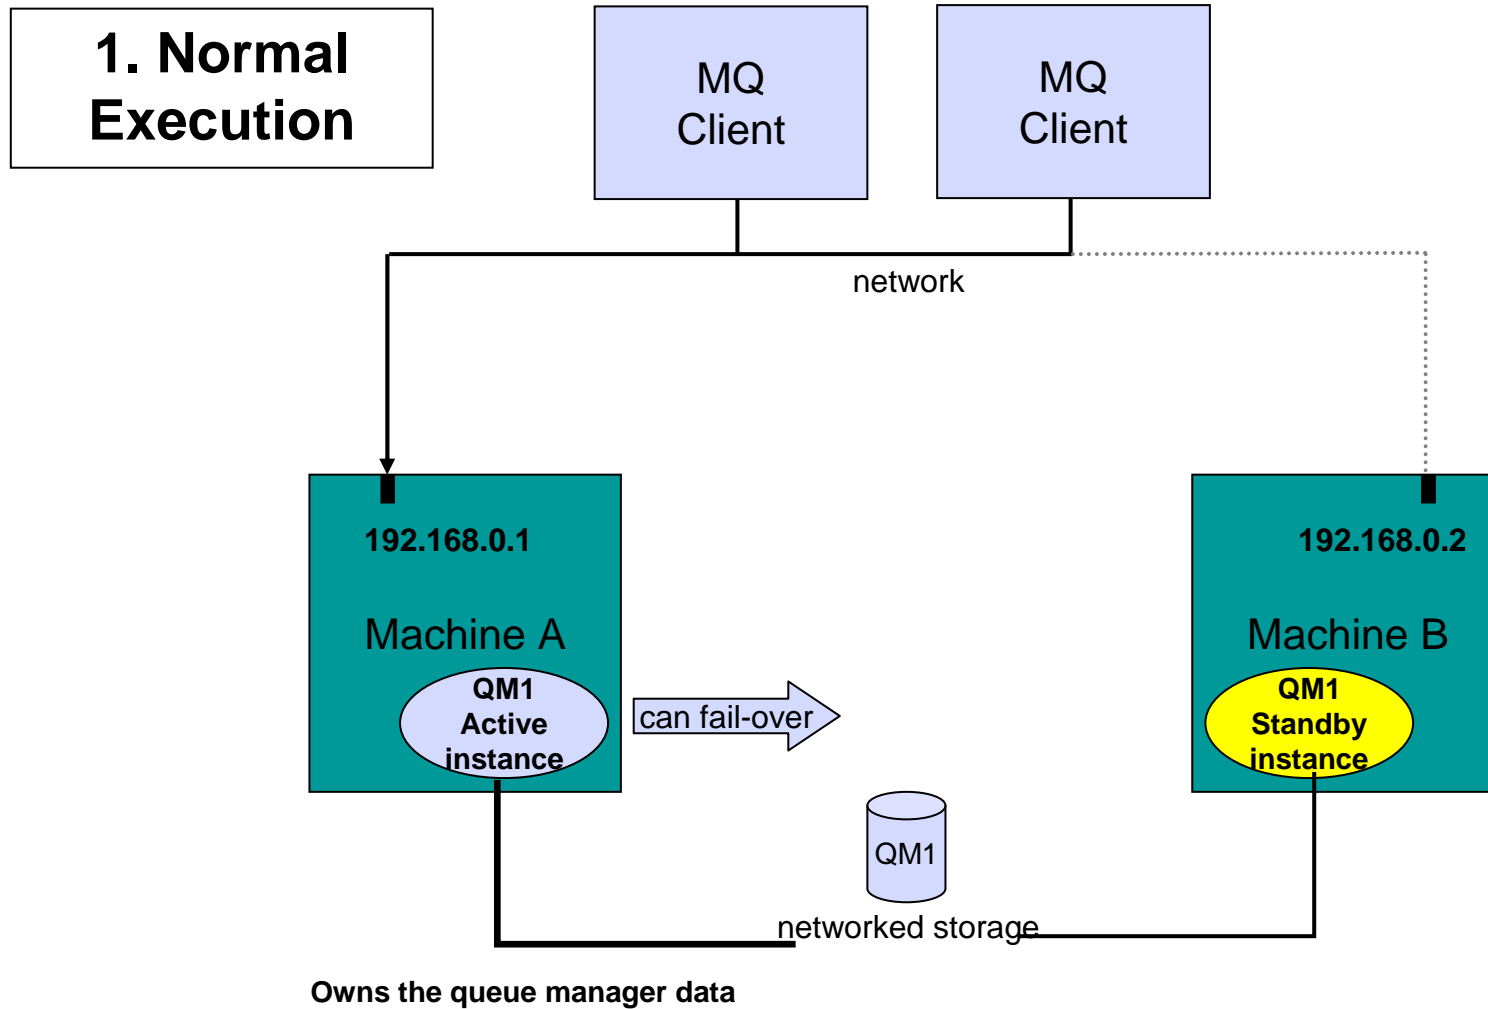 1. Normal
Execution
MQ
Client
MQ
Client
network
192.168.0.1
192.168.0.2
Machine A
Machine B
QM1
Active
instance
can fail-over
QM1
Standby
instance
QM1
networked storage
Owns the queue manager data